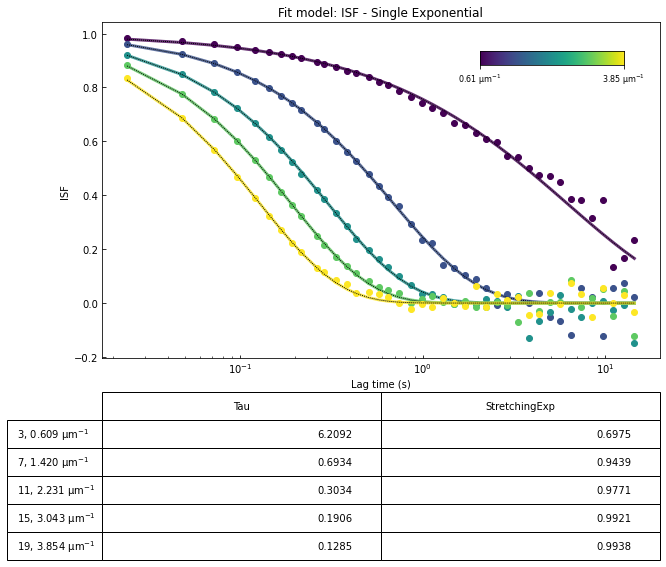 Fit model: ISF - Single Exponential
1.0
0.8
0.6
0.4
0.2
0.0
−0.2
ISF
0.61 μm⁻¹ 3.85 μm⁻¹
10⁻¹ 10⁰ 10¹
Lag time (s)
Tau StretchingExp
3, 0.609 μm⁻¹ 6.2092 0.6975
7, 1.420 μm⁻¹ 0.6934 0.9439
11, 2.231 μm⁻¹ 0.3034 0.9771
15, 3.043 μm⁻¹ 0.1906 0.9921
19, 3.854 μm⁻¹ 0.1285 0.9938